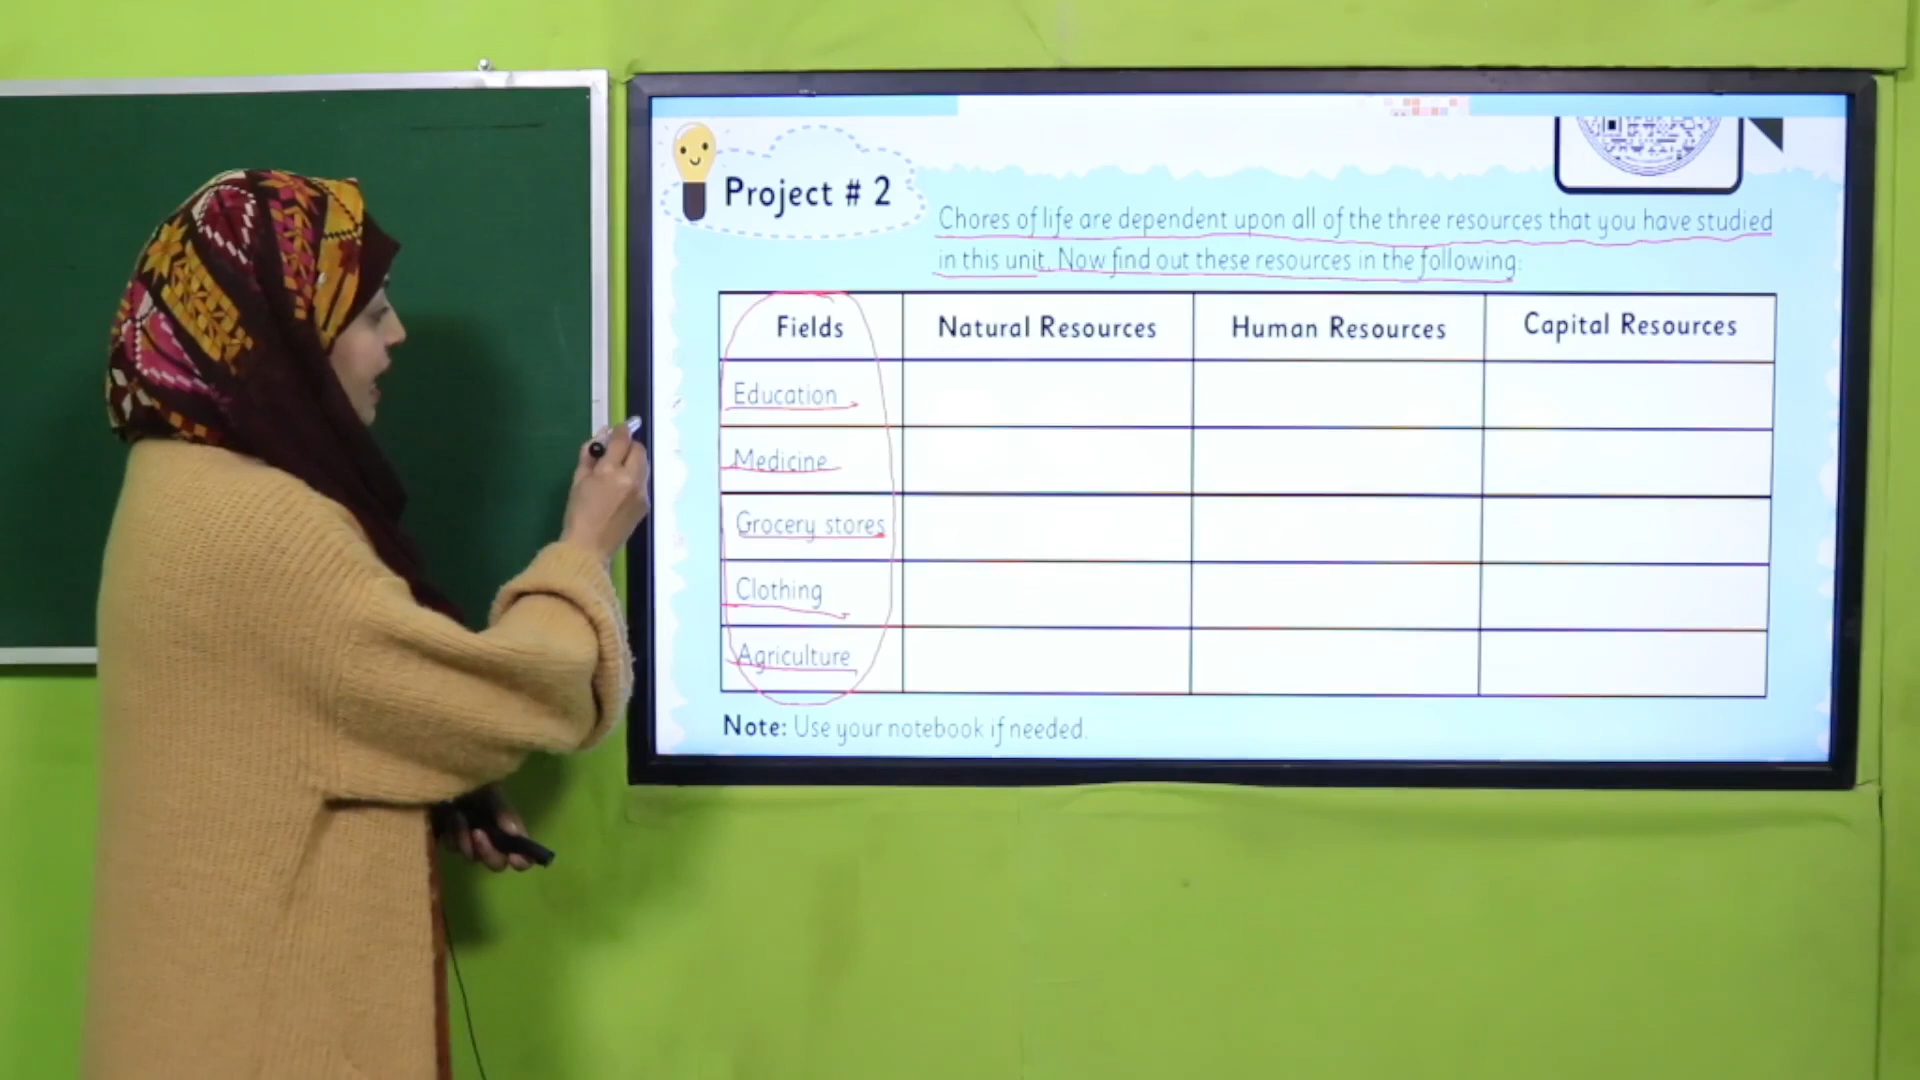 Project # 2
Chores of life are dependent upon all of the three resources that you have studied
in this unit. Now find out these resources in the following:
Fields Natural Resources Human Resources Capital Resources
Education
Medicine
Grocery stores
Clothing
Agriculture
Note: Use your notebook if needed.